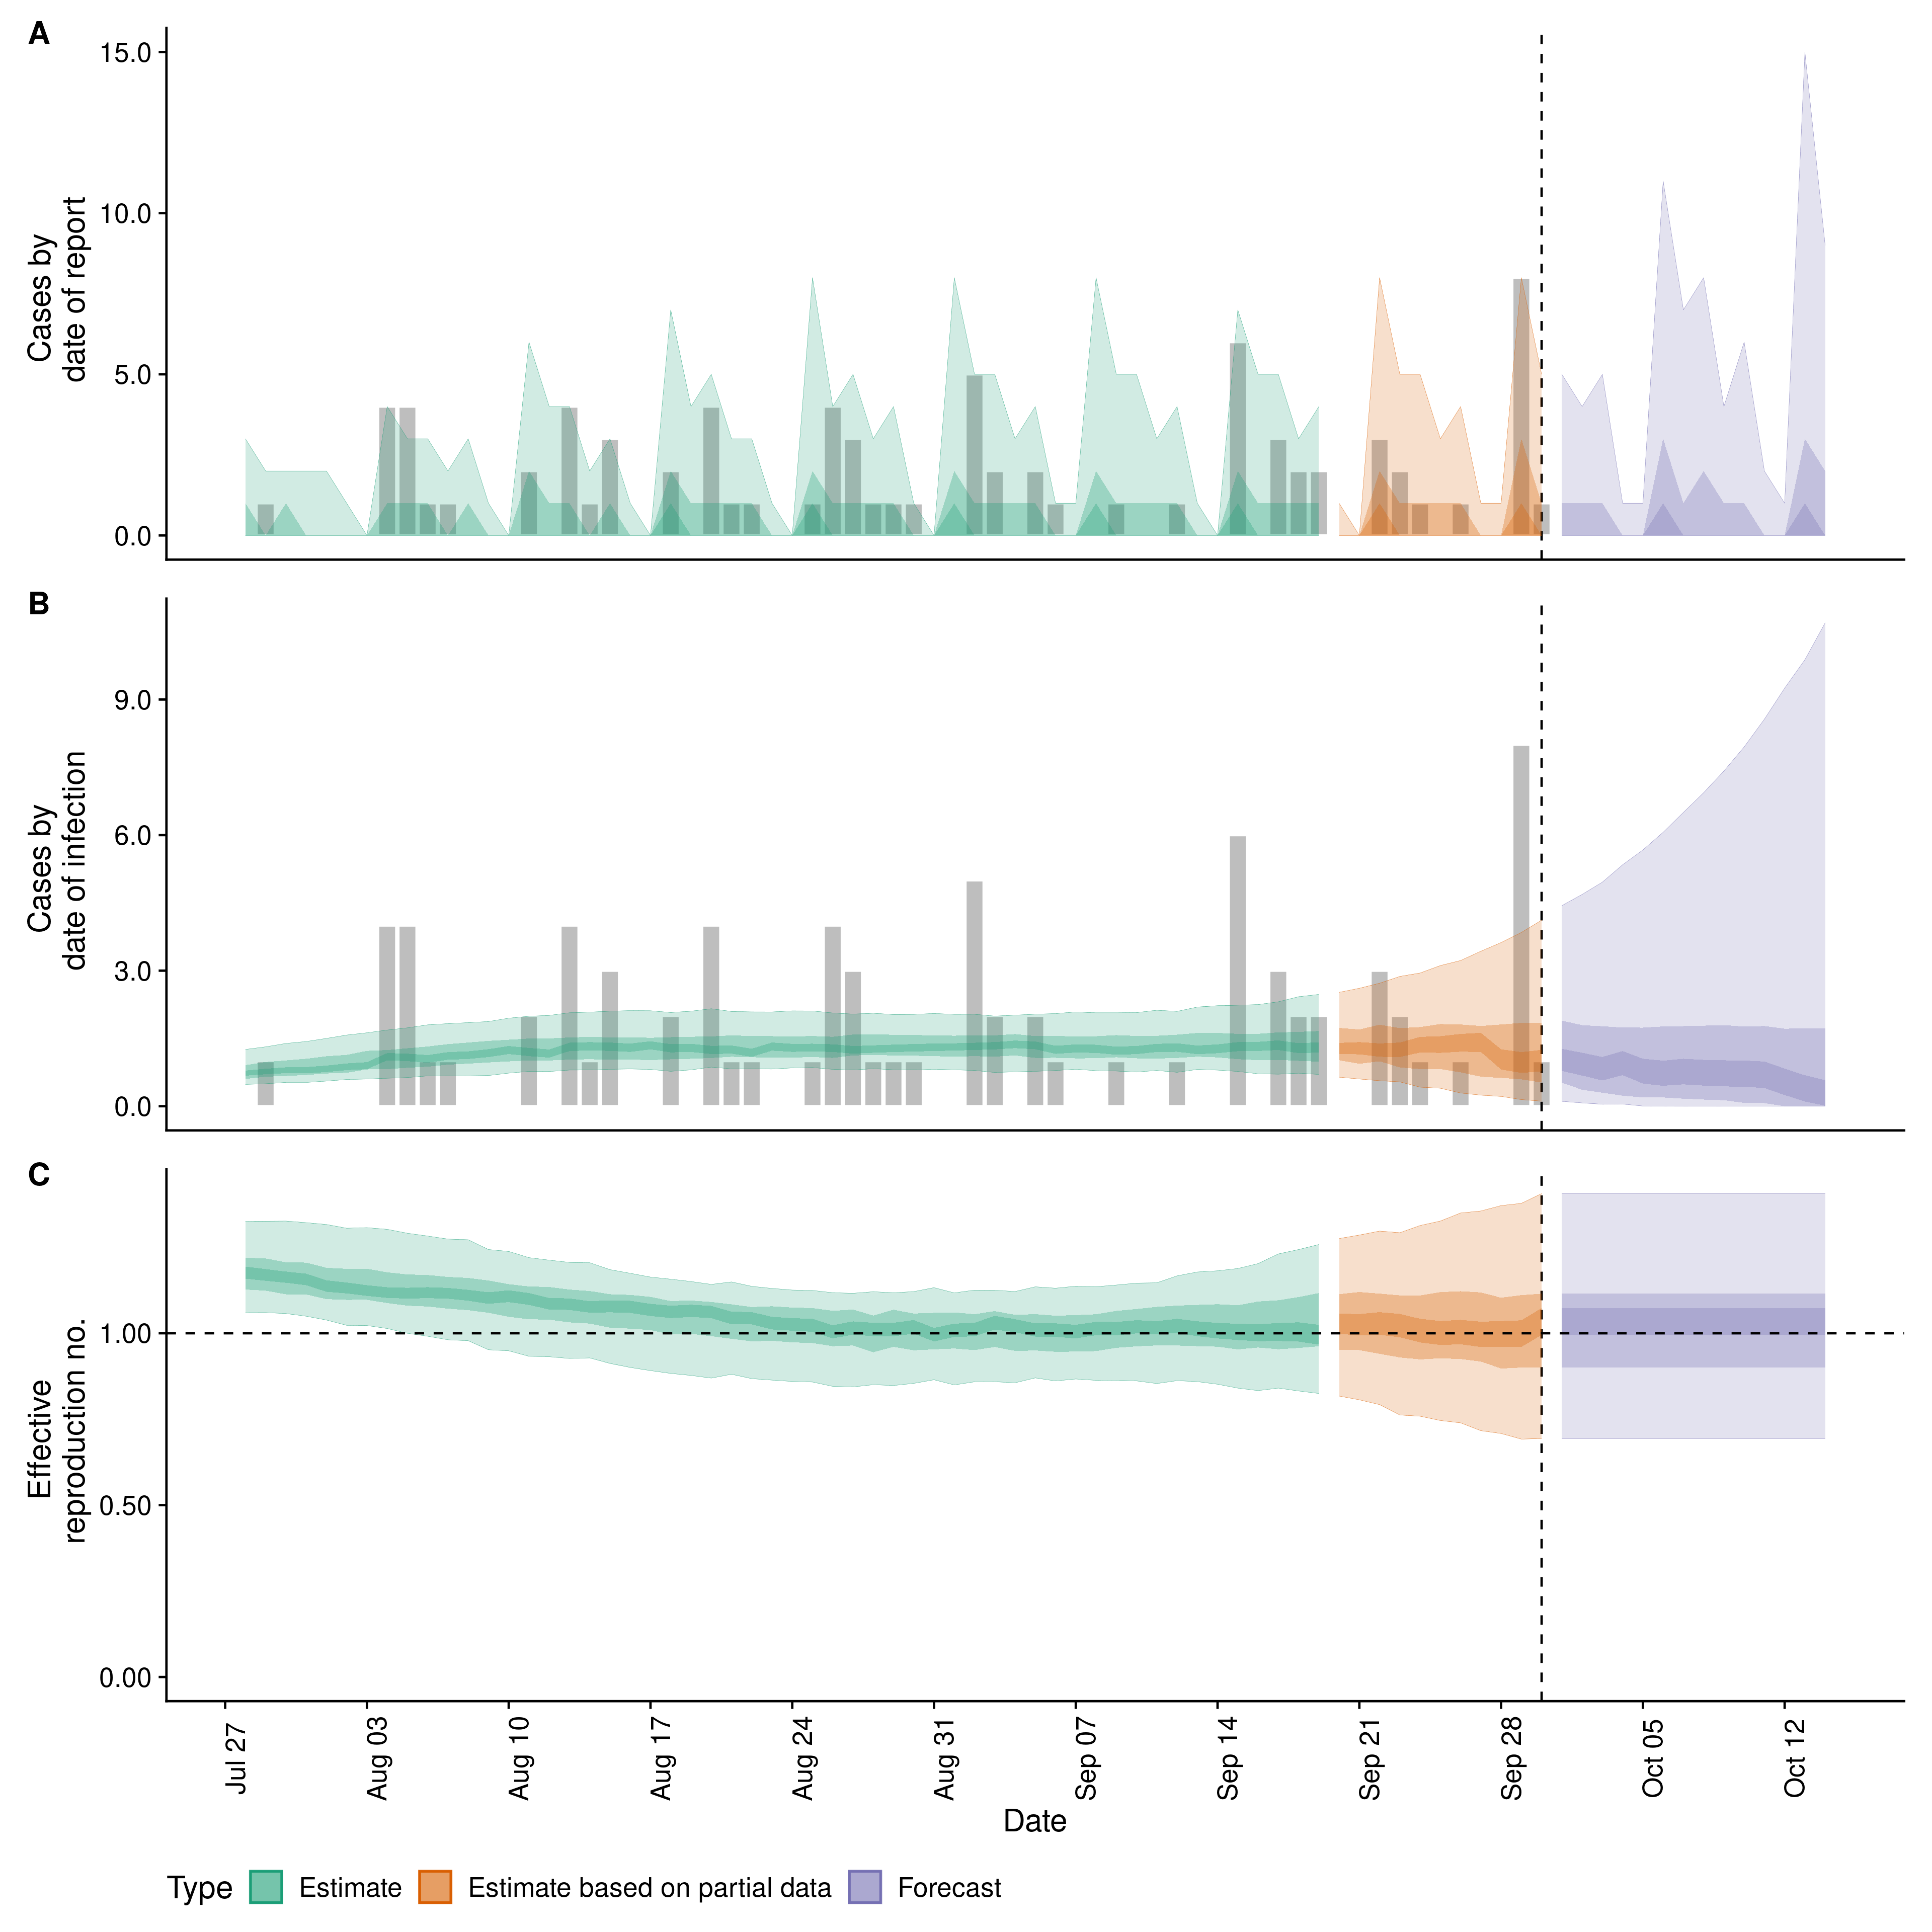 A
Cases by
date of report
15.0
10.0
5.0
0.0
B
Cases by
date of infection
9.0
6.0
3.0
0.0
C
Effective
reproduction no.
1.00
0.50
0.00
Jul 27
Aug 03
Aug 10
Aug 17
Aug 24
Aug 31
Sep 07
Sep 14
Sep 21
Sep 28
Oct 05
Oct 12
Date
Type Estimate Estimate based on partial data Forecast